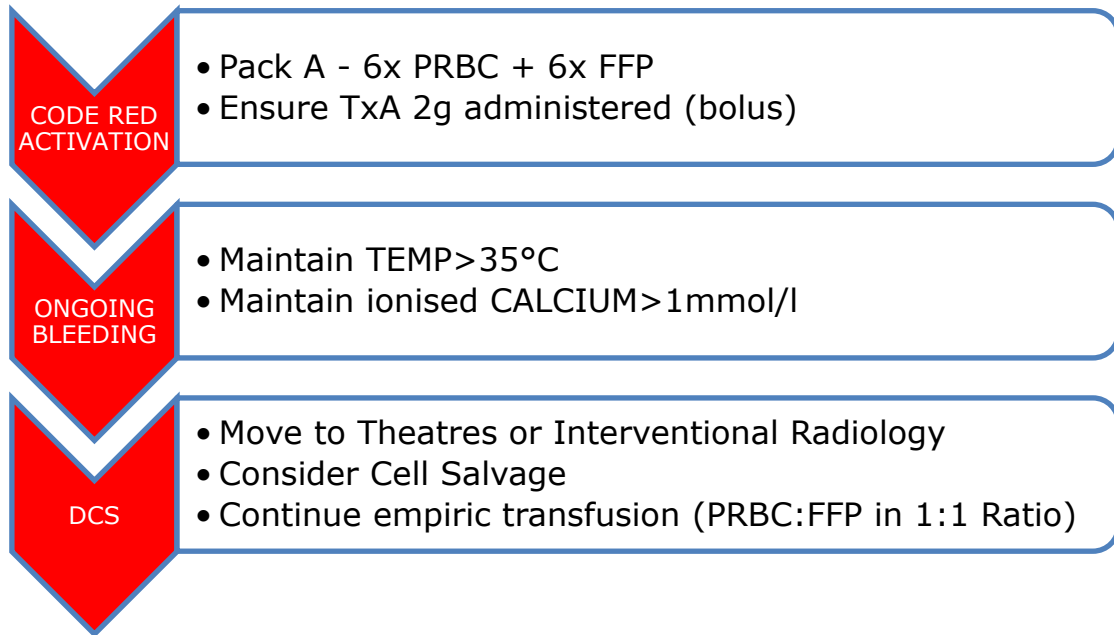 CODE RED
ACTIVATION
• Pack A - 6x PRBC + 6x FFP
• Ensure TxA 2g administered (bolus)
ONGOING
BLEEDING
• Maintain TEMP>35°C
• Maintain ionised CALCIUM>1mmol/l
DCS
• Move to Theatres or Interventional Radiology
• Consider Cell Salvage
• Continue empiric transfusion (PRBC:FFP in 1:1 Ratio)